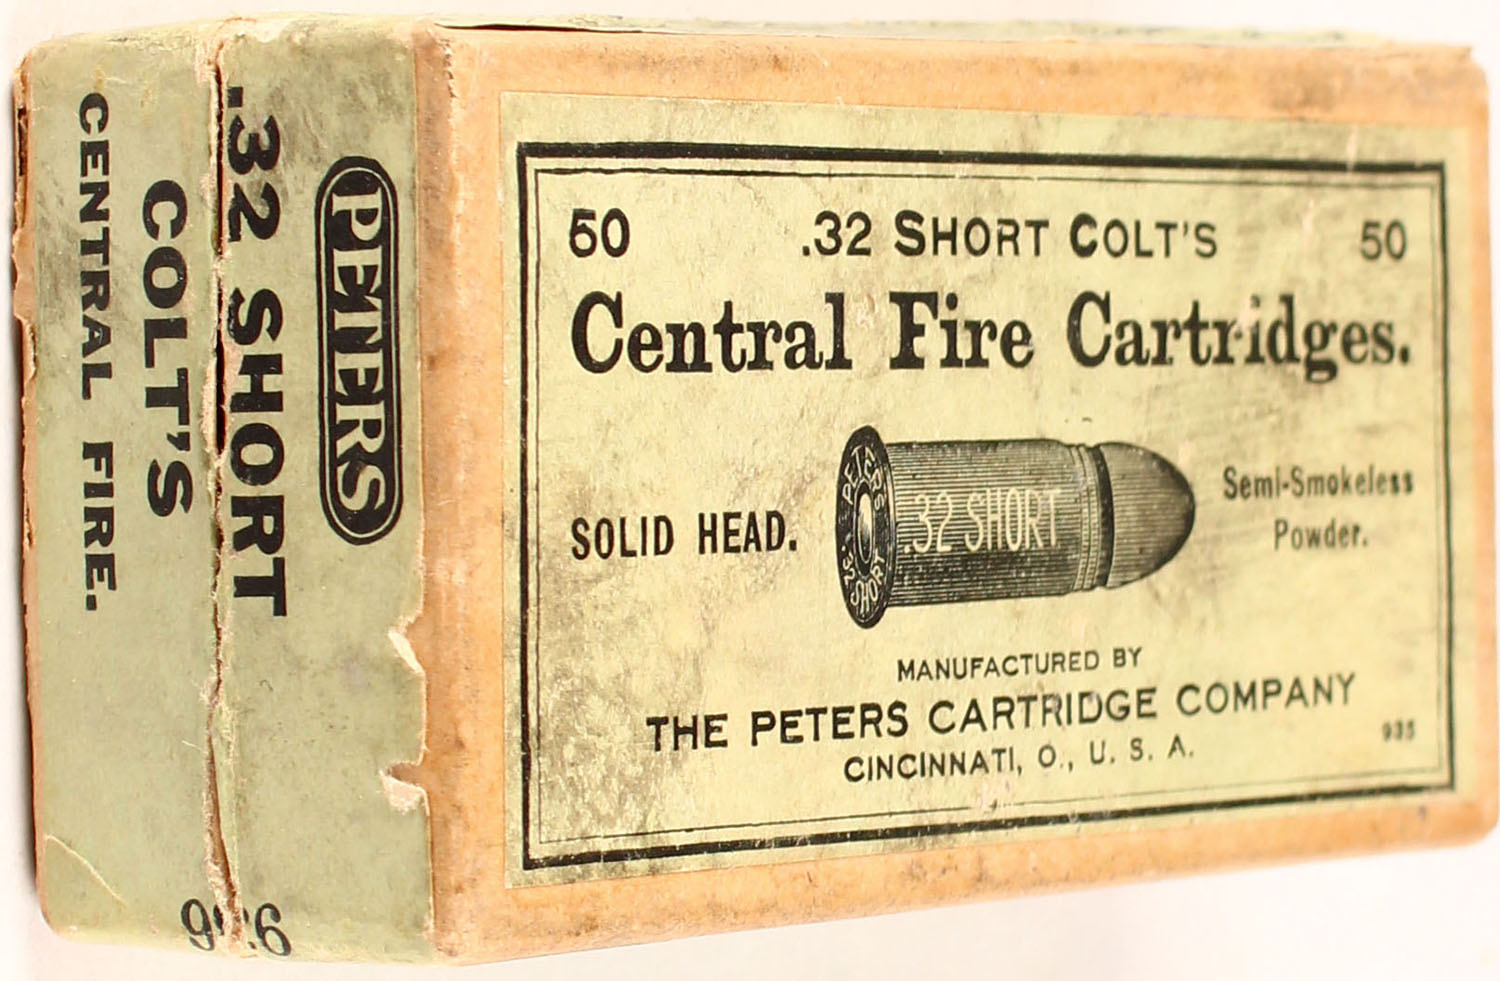 50 .32 SHORT COLT'S 50
Central Fire Cartridges.
SOLID HEAD.
PETERS
.32 SHORT
.32 SHORT
Semi-Smokeless
Powder.
MANUFACTURED BY
THE PETERS CARTRIDGE COMPANY
CINCINNATI, O., U. S. A.
935
PETERS
.32 SHORT
COLT'S
CENTRAL FIRE.